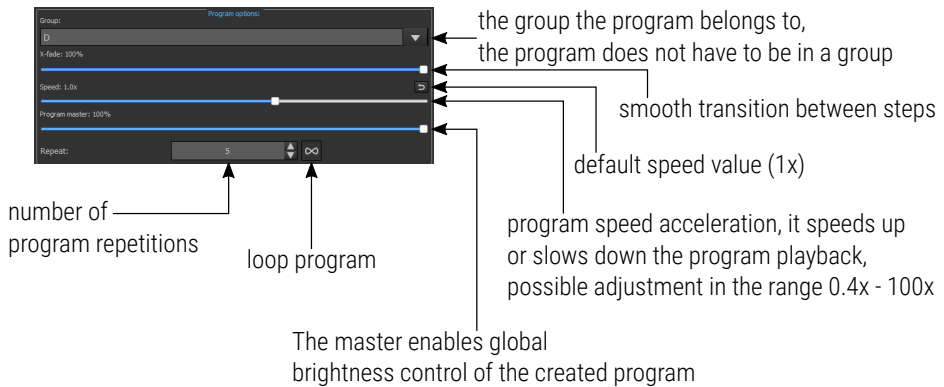 Program options:
Group:
D
X-fade: 100%
Speed: 1.0x
Program master: 100%
Repeat:
5
the group the program belongs to,
the program does not have to be in a group
smooth transition between steps
default speed value (1x)
program speed acceleration, it speeds up
or slows down the program playback,
possible adjustment in the range 0.4x - 100x
number of
program repetitions
loop program
The master enables global
brightness control of the created program